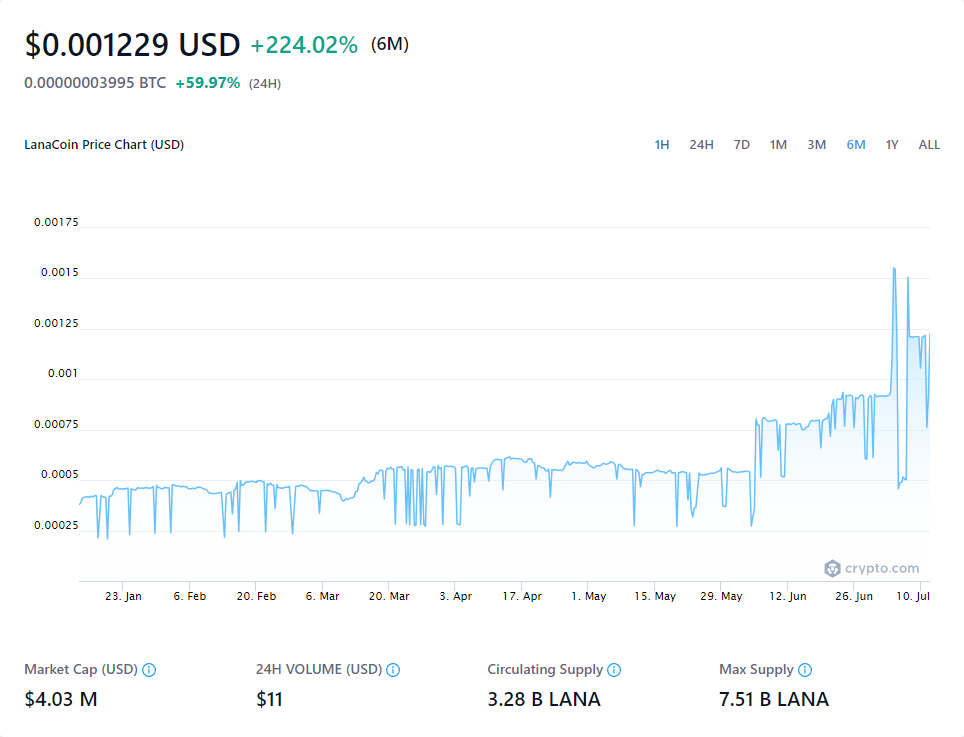 $0.001229 USD +224.02% (6M)
0.00000003995 BTC +59.97% (24H)
LanaCoin Price Chart (USD)
1H 24H 7D 1M 3M 6M 1Y ALL
0.00175
0.0015
0.00125
0.001
0.00075
0.0005
0.00025
crypto.com
23. Jan 6. Feb 20. Feb 6. Mar 20. Mar 3. Apr 17. Apr 1. May 15. May 29. May 12. Jun 26. Jun 10. Jul
Market Cap (USD) 24H VOLUME (USD) Circulating Supply Max Supply
$4.03 M $11 3.28 B LANA 7.51 B LANA